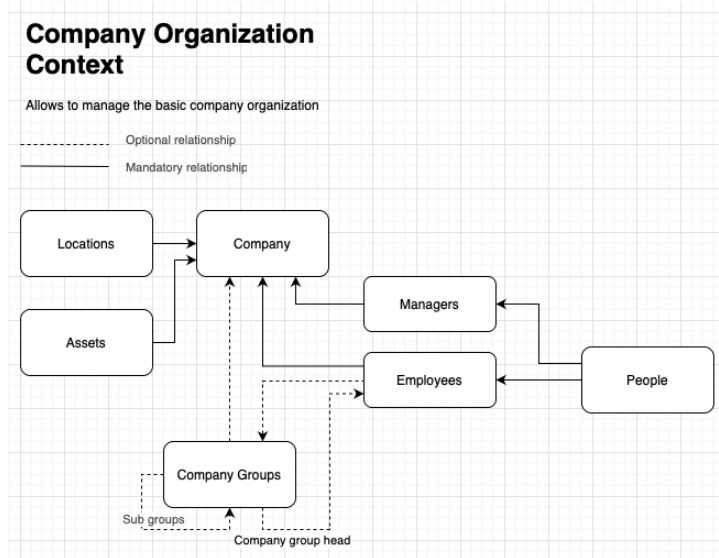 Company Organization
Context
Allows to manage the basic company organization
Optional relationship
Mandatory relationship
Locations
Company
Managers
Assets
Employees
People
Company Groups
Sub groups
Company group head